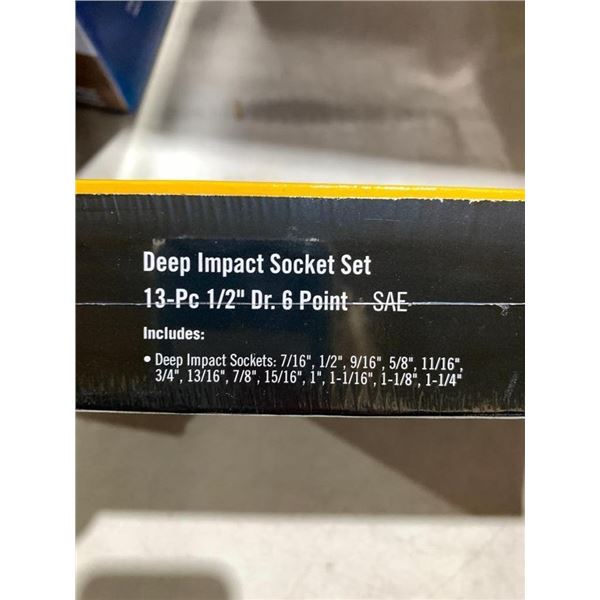 Deep Impact Socket Set
13-Pc 1/2" Dr. 6 Point SAE
Includes:
• Deep Impact Sockets: 7/16", 1/2", 9/16", 5/8", 11/16",
3/4", 13/16", 7/8", 15/16", 1", 1-1/16", 1-1/8", 1-1/4"